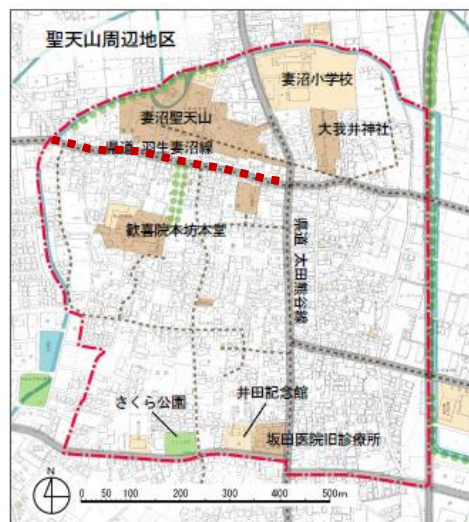 聖天山周辺地区
妻沼小学校
妻沼聖天山
大我井神社
県道 羽生妻沼線
歓喜院本坊本堂
県道 太田熊谷線
さくら公園
井田記念館
坂田医院旧診療所
N
0 50 100 200 300 400 500m